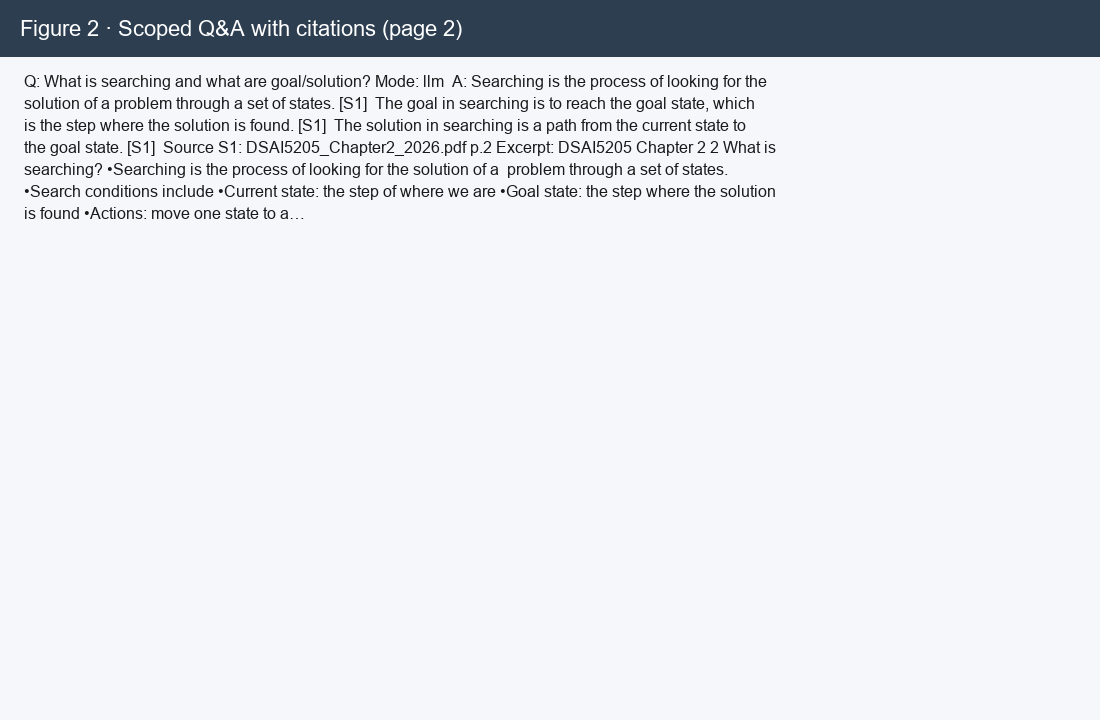 Figure 2 · Scoped Q&A with citations (page 2)
Q: What is searching and what are goal/solution? Mode: llm  A: Searching is the process of looking for the
solution of a problem through a set of states. [S1]  The goal in searching is to reach the goal state, which
is the step where the solution is found. [S1]  The solution in searching is a path from the current state to
the goal state. [S1]  Source S1: DSAI5205_Chapter2_2026.pdf p.2 Excerpt: DSAI5205 Chapter 2 2 What is
searching? •Searching is the process of looking for the solution of a  problem through a set of states.
•Search conditions include •Current state: the step of where we are •Goal state: the step where the solution
is found •Actions: move one state to a…